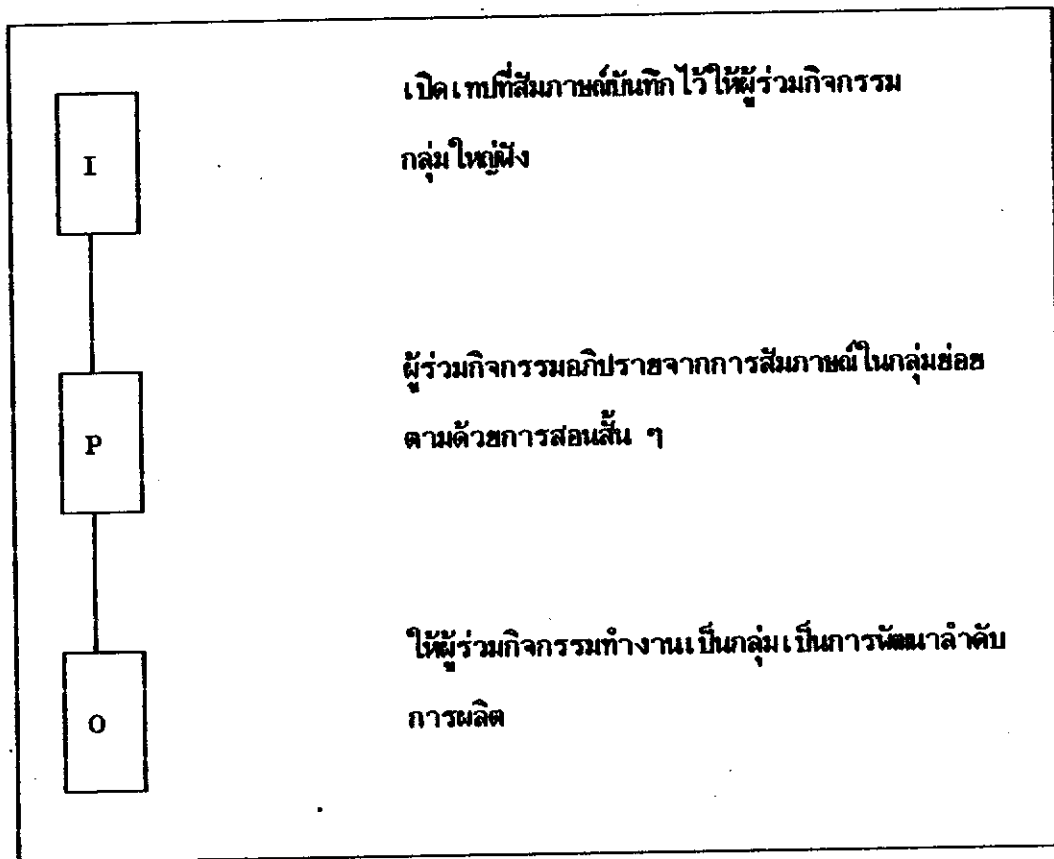 เปิดเทปที่สัมภาษณ์บันทึกไว้ให้ผู้ร่วมกิจกรรม
I
กลุ่มใหญ่ฟัง
ผู้ร่วมกิจกรรมอภิปรายจากการสัมภาษณ์ในกลุ่มย่อย
P
ตามด้วยการสอนสั้น ๆ
ให้ผู้ร่วมกิจกรรมทำงานเป็นกลุ่มเป็นการพัฒนาลำดับ
O
การผลิต